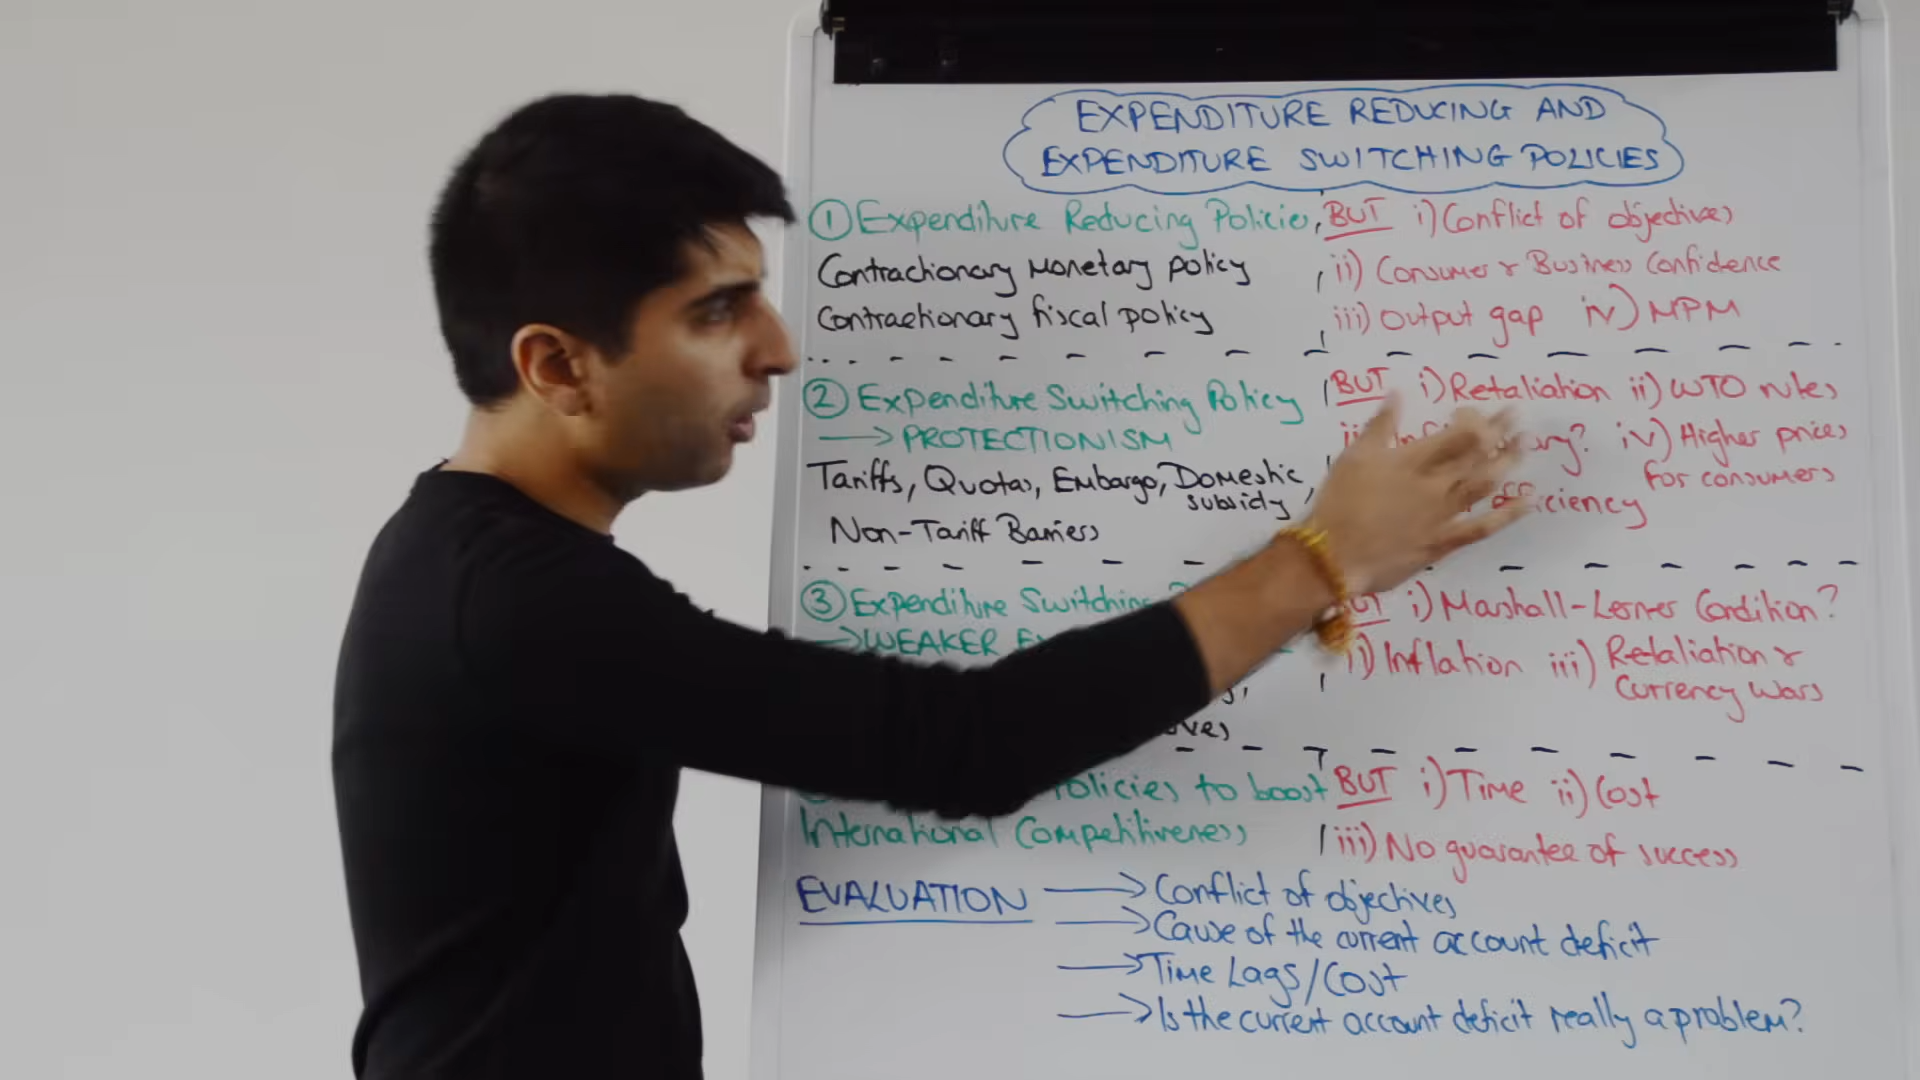 EXPENDITURE REDUCING AND
EXPENDITURE SWITCHING POLICIES
① Expenditure Reducing Policies
Contractionary Monetary policy
Contractionary fiscal policy
BUT i) Conflict of objectives
ii) Consumer & Business Confidence
iii) Output gap iv) MPM
② Expenditure Switching Policy
→ PROTECTIONISM
Tariffs, Quotas, Embargo, Domestic
subsidy
Non-Tariff Barriers
BUT i) Retaliation ii) WTO rules
iv) Higher prices
for consumers
③ Expenditure Switching
→ WEAKER
BUT i) Marshall-Lerner Condition?
ii) Inflation iii) Retaliation &
Currency Wars
Policies to boost
International Competitiveness
BUT i) Time ii) Cost
iii) No guarantee of success
EVALUATION → Conflict of objectives
→ Cause of the current account deficit
→ Time Lags/Cost
→ Is the current account deficit really a problem?